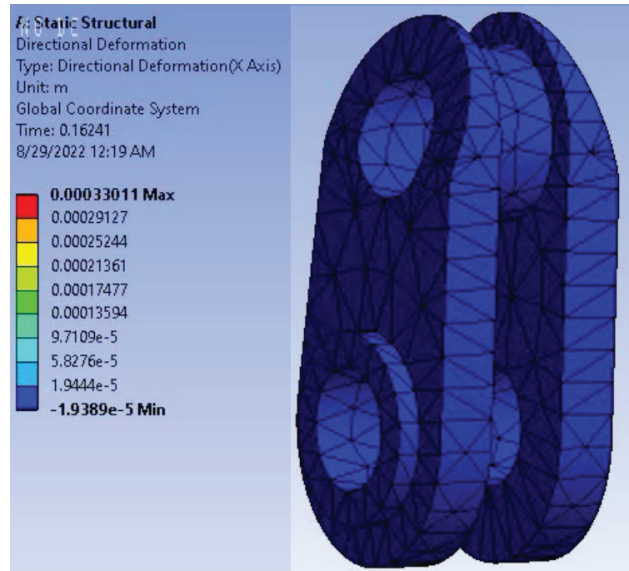 A: Static Structural
Directional Deformation
Type: Directional Deformation(X Axis)
Unit: m
Global Coordinate System
Time: 0.16241
8/29/2022 12:19 AM
0.00033011 Max
0.00029127
0.00025244
0.00021361
0.00017477
0.00013594
9.7109e-5
5.8276e-5
1.9444e-5
-1.9389e-5 Min